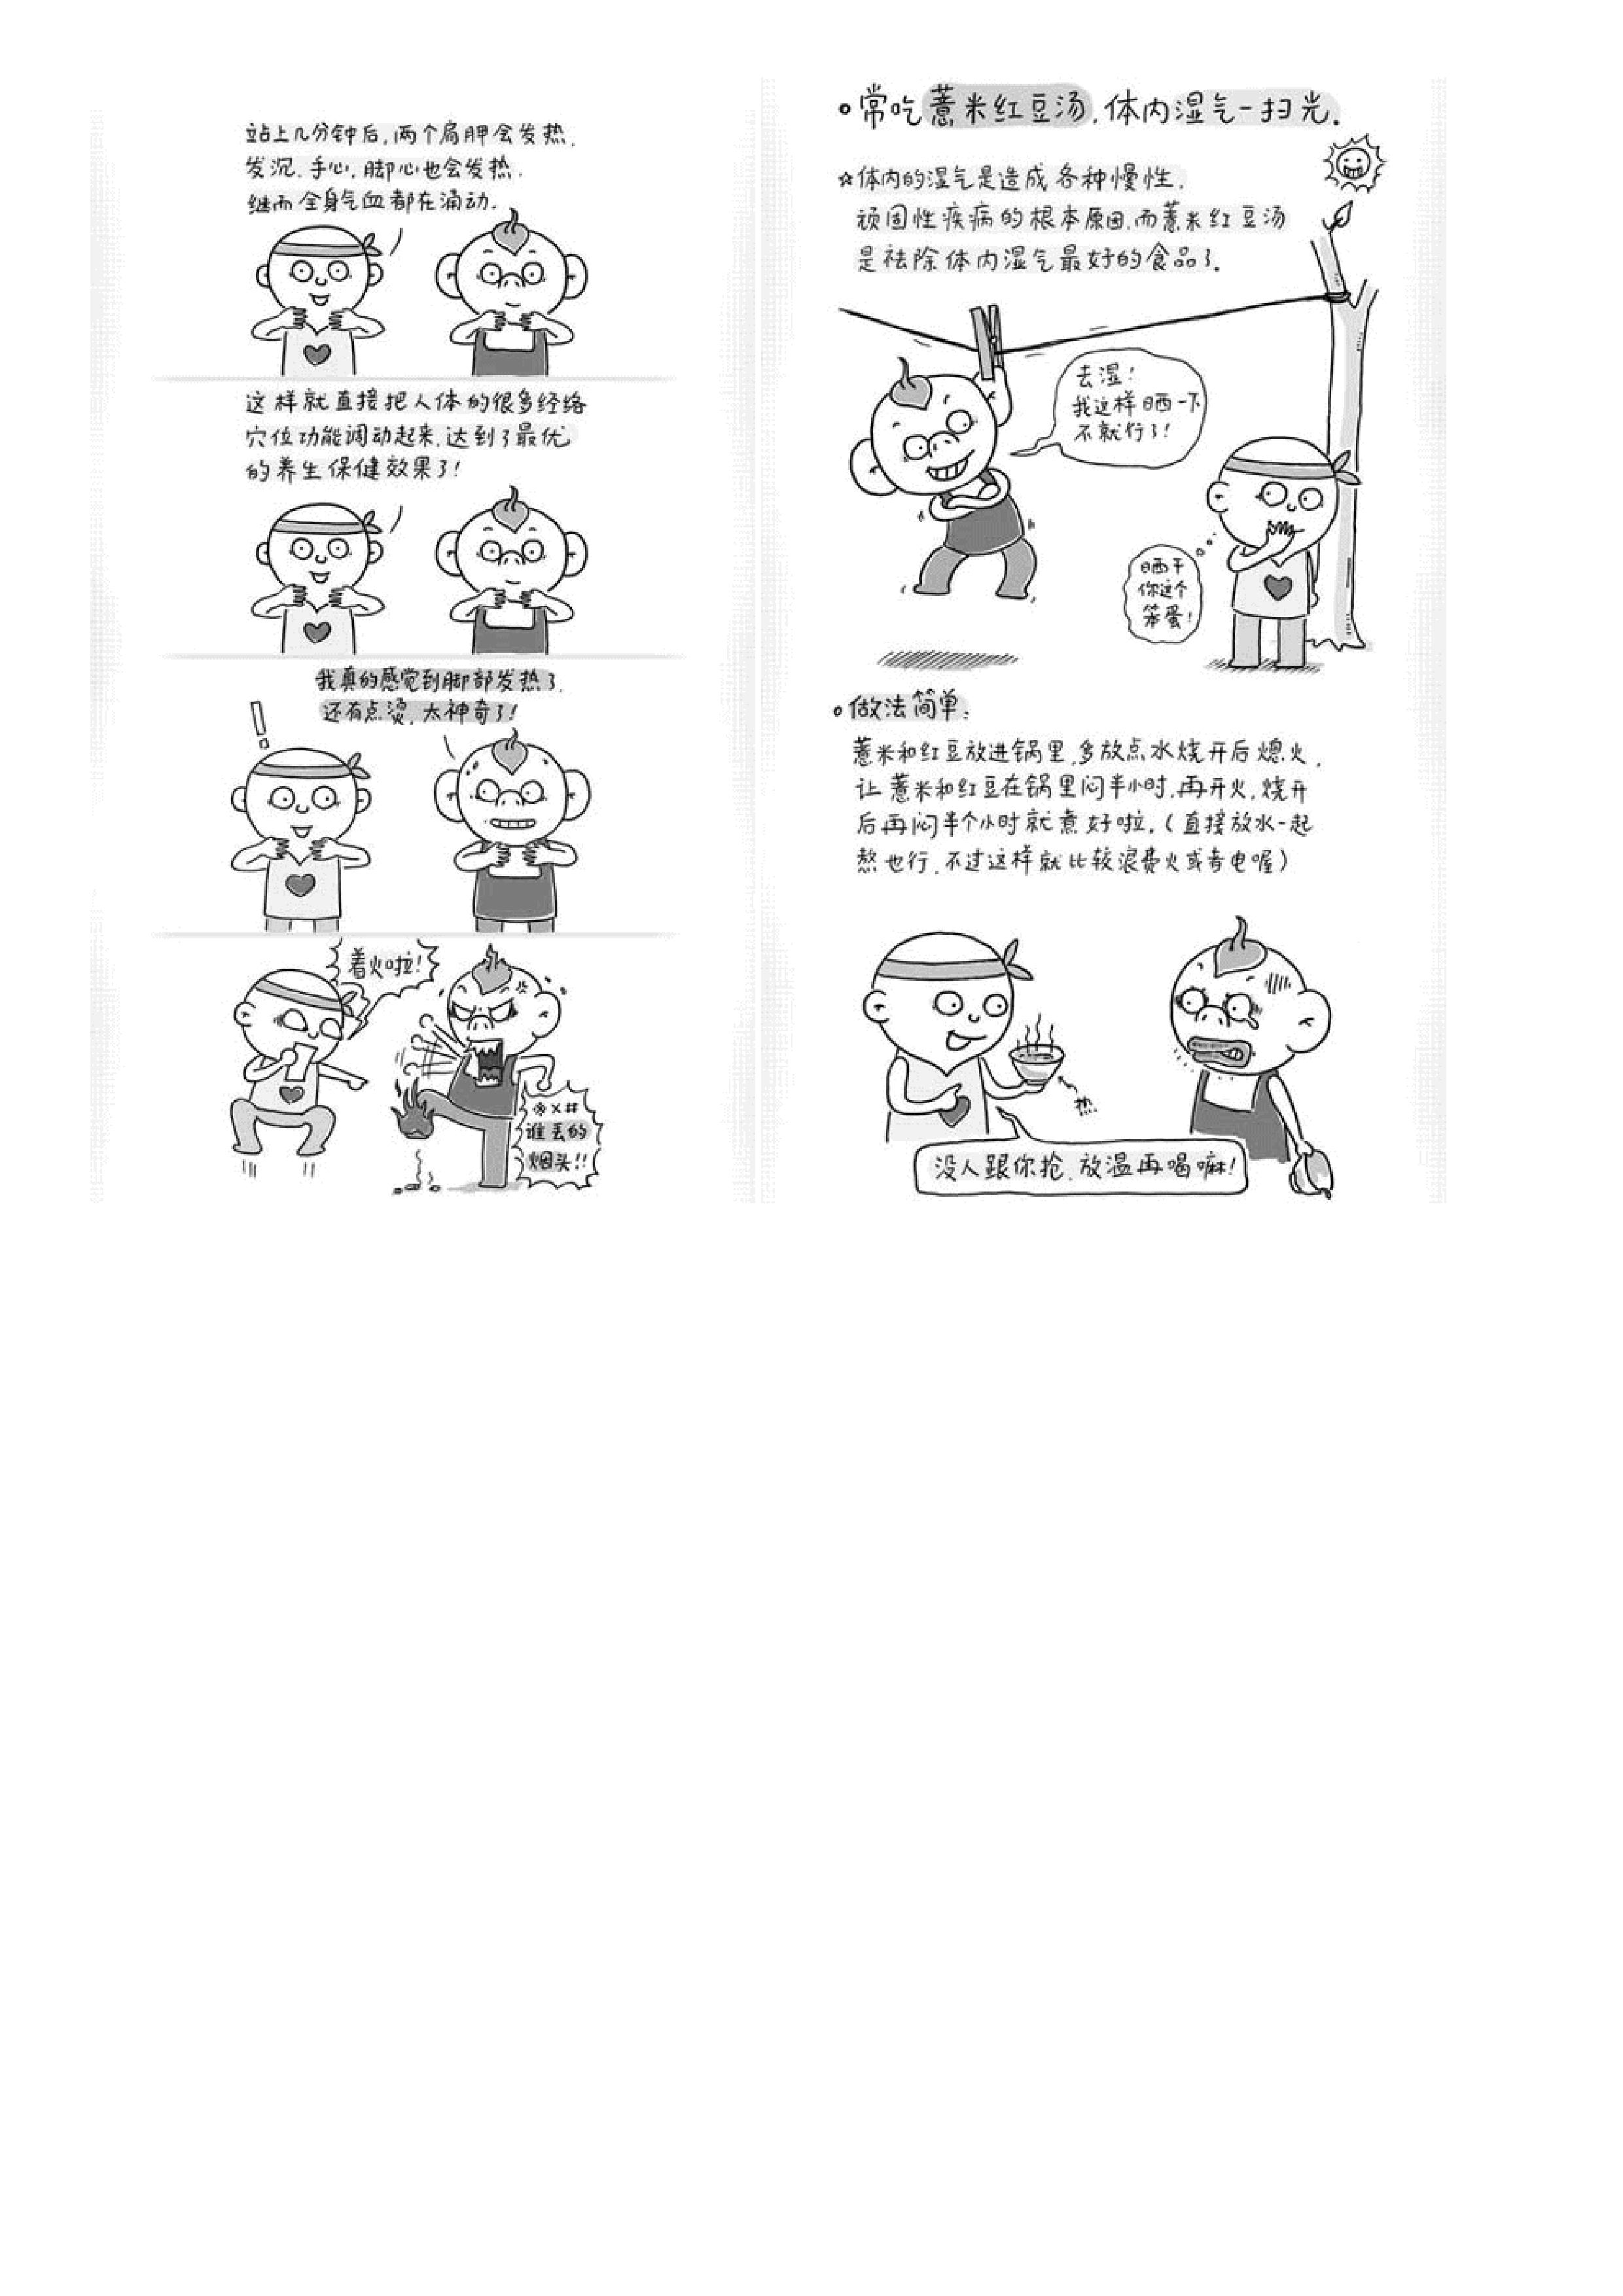 站上几分钟后,两个肩胛会发热,
发沉.手心,脚心也会发热,
继而全身气血都在涌动.
这样就直接把人体的很多经络
穴位功能调动起来,达到了最优
的养生保健效果了!
我真的感觉到脚部发热了,
还有点烫,太神奇了!
着火啦!
※×#
谁丢的
烟头!!
常吃薏米红豆汤,体内湿气一扫光.
☆体内的湿气是造成各种慢性,
顽固性疾病的根本原因,而薏米红豆汤
是祛除体内湿气最好的食品了.
去湿!
我这样晒一下
不就行了!
晒干
你这个
笨蛋!
做法简单:
薏米和红豆放进锅里,多放点水烧开后熄火,
让薏米和红豆在锅里闷半小时,再开火,烧开
后再闷半个小时就煮好啦.(直接放水一起
熬也行,不过这样就比较浪费火或者电喔)
热
没人跟你抢,放温再喝嘛!